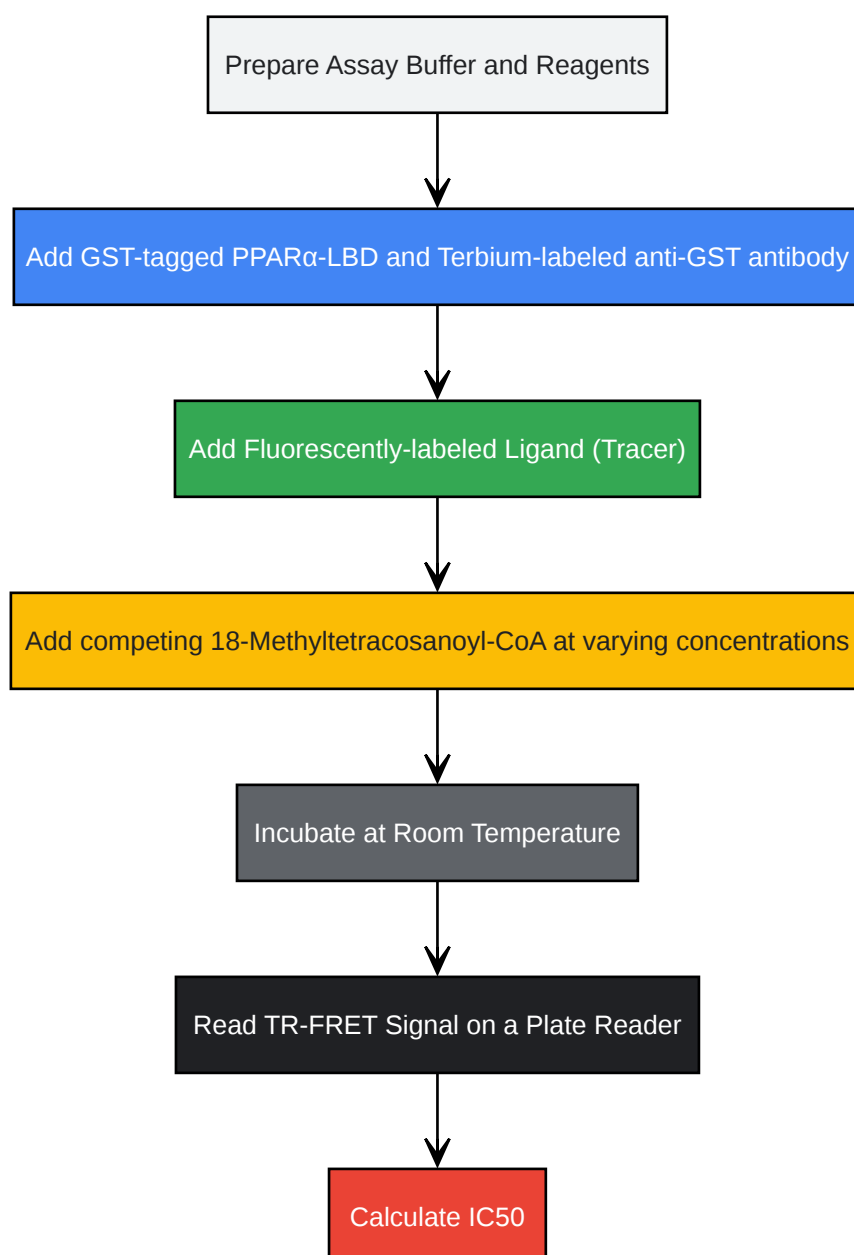 Prepare Assay Buffer and Reagents
Add GST-tagged PPARα-LBD and Terbium-labeled anti-GST antibody
Add Fluorescently-labeled Ligand (Tracer)
Add competing 18-Methyltetracosanoyl-CoA at varying concentrations
Incubate at Room Temperature
Read TR-FRET Signal on a Plate Reader
Calculate IC50